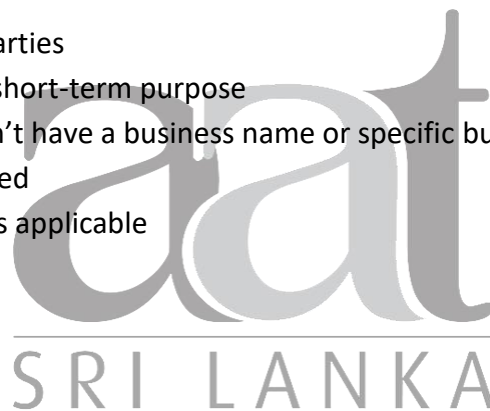 arties
short-term purpose
't have a business name or specific bu
ed
s applicable
aat
SRI LANKA